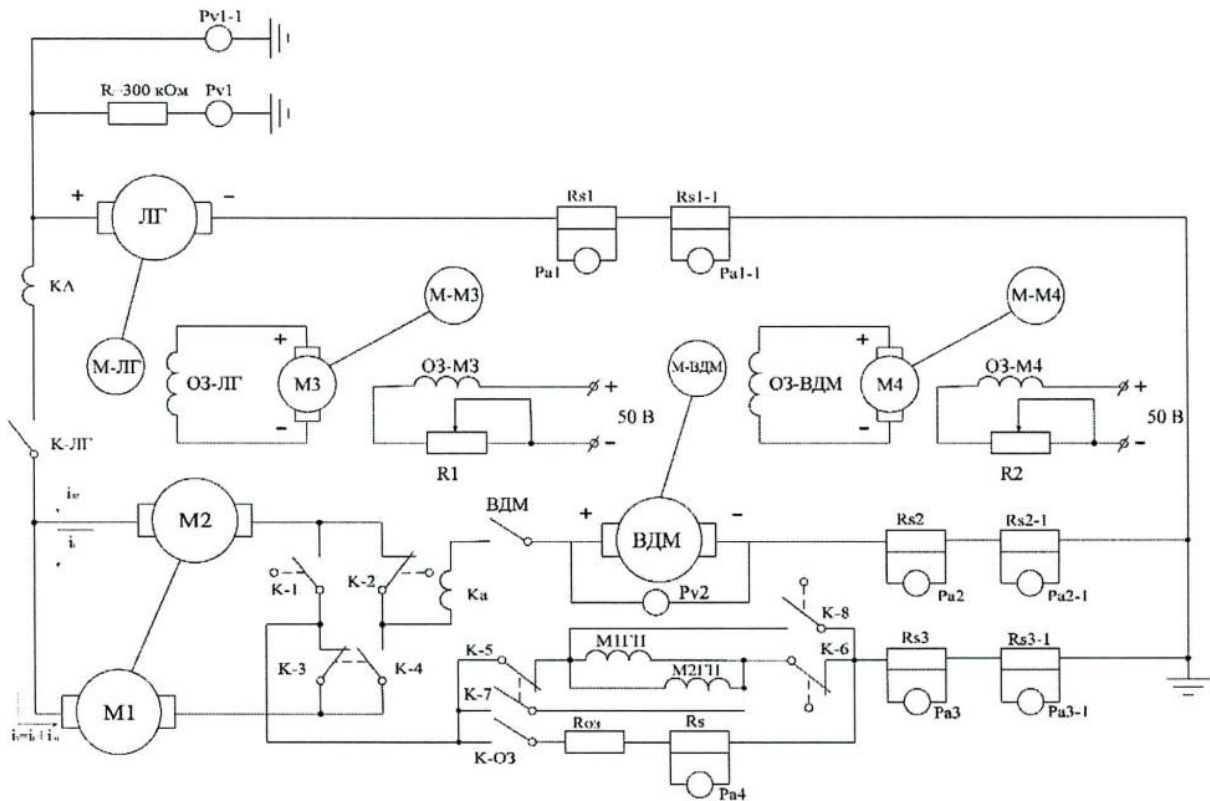 Pv1-1
R=300 кОм
Pv1
+
ЛГ
-
Rs1
Rs1-1
Pa1
Pa1-1
КЛ
М-М3
М-М4
М-ЛГ
ОЗ-ЛГ
+
М3
-
ОЗ-М3
+
50 В
-
R1
М-ВДМ
ОЗ-ВДМ
+
М4
-
ОЗ-М4
+
50 В
-
R2
К-ЛГ
М2
ВДМ
+
ВДМ
-
Pv2
Rs2
Rs2-1
Pa2
Pa2-1
К-1
К-2
Ка
К-8
М1ГП
М2ГП
К-3
К-4
К-5
К-6
К-7
Rs3
Rs3-1
Pa3
Pa3-1
М1
К-ОЗ
Rоз
Rs
Pa4